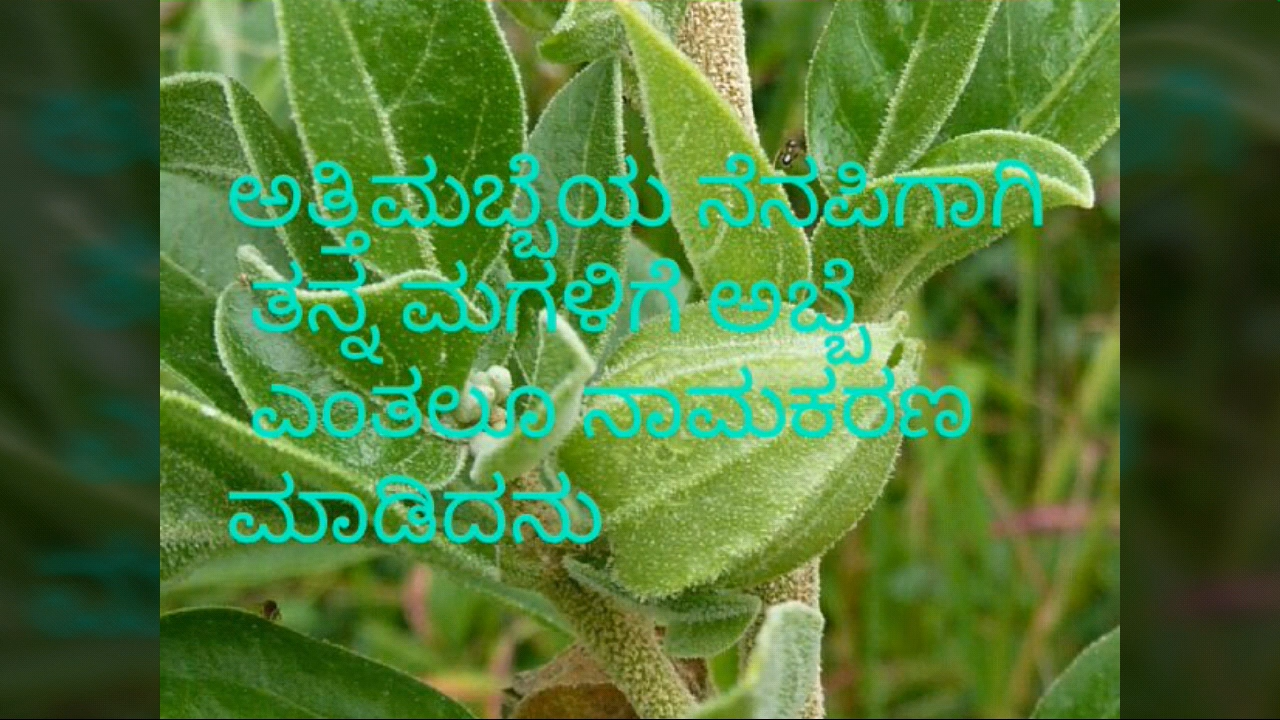 ಅತ್ತಿಮಬ್ಬೆಯ ನೆನಪಿಗಾಗಿ
ತನ್ನ ಮಗಳಿಗೆ ಅಬ್ಬೆ
ಎಂತಲೂ ನಾಮಕರಣ
ಮಾಡಿದನು